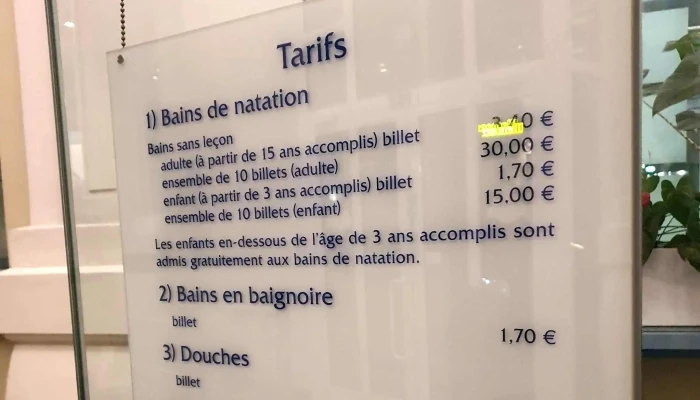 Tarifs
1) Bains de natation
Bains sans leçon
adulte (à partir de 15 ans accomplis) billet 3,40 €
ensemble de 10 billets (adulte) 30,00 €
enfant (à partir de 3 ans accomplis) billet 1,70 €
ensemble de 10 billets (enfant) 15,00 €
Les enfants en-dessous de l'âge de 3 ans accomplis sont
admis gratuitement aux bains de natation.
2) Bains en baignoire
billet 1,70 €
3) Douches
billet